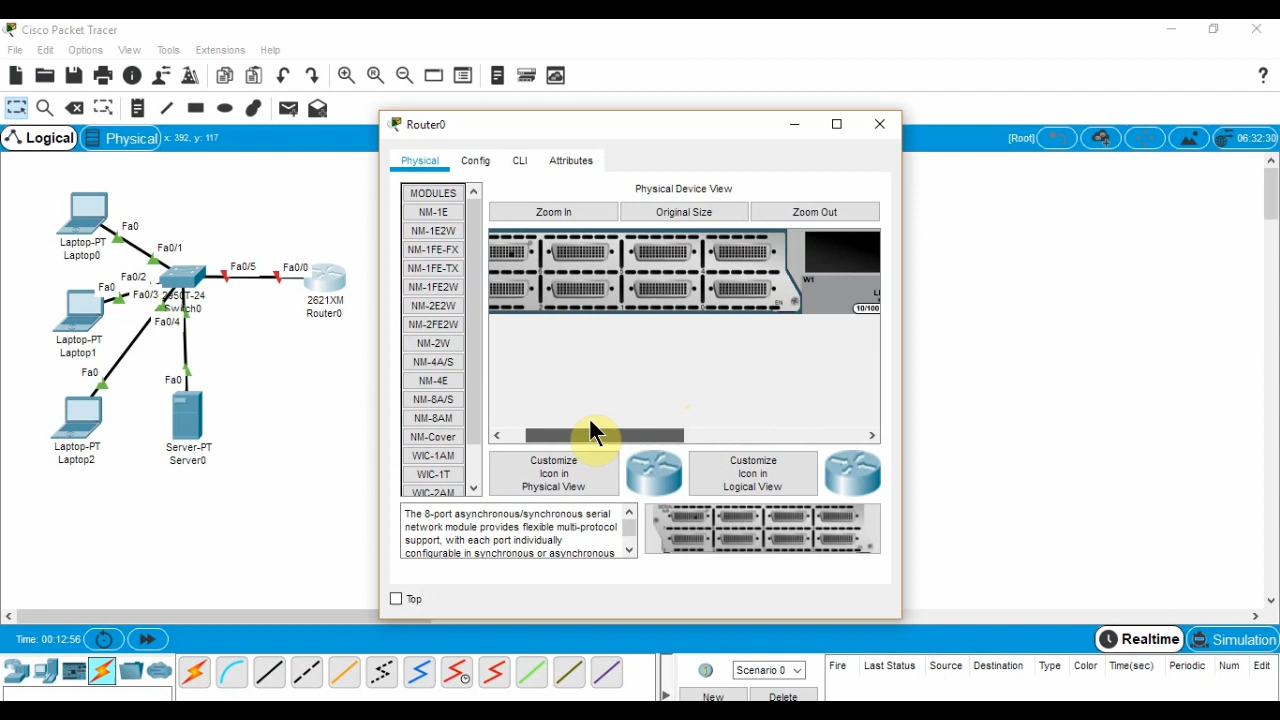 Cisco Packet Tracer
File Edit Options View Tools Extensions Help
?
Logical Physical x: 392, y: 117 [Root] 06:32:30
Router0
Physical Config CLI Attributes
MODULES
NM-1E
NM-1E2W
NM-1FE-FX
NM-1FE-TX
NM-1FE2W
NM-2E2W
NM-2FE2W
NM-2W
NM-4A/S
NM-4E
NM-8A/S
NM-8AM
NM-Cover
WIC-1AM
WIC-1T
WIC-2AM
Physical Device View
Zoom In Original Size Zoom Out
EN
W1
10/100
Customize
Icon in
Physical View
Customize
Icon in
Logical View
The 8-port asynchronous/synchronous serial
network module provides flexible multi-protocol
support, with each port individually
configurable in synchronous or asynchronous
Top
Fa0
Laptop-PT
Laptop0
Fa0/1
Fa0/2
Fa0
Fa0/3
Fa0/4
Fa0/5
Fa0/0
2621XM
Router0
Laptop-PT
Laptop1
Fa0
Fa0
Laptop-PT
Laptop2
Server-PT
Server0
Time: 00:12:56
Realtime Simulation
Scenario 0
New Delete
Fire Last Status Source Destination Type Color Time(sec) Periodic Num Edit